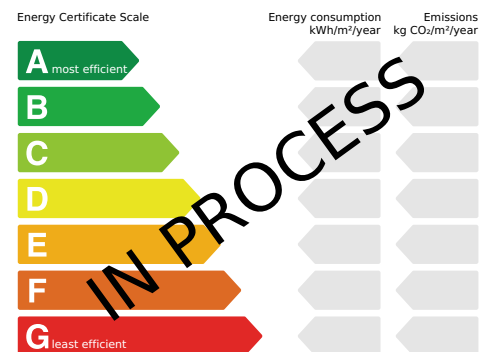 Energy Certificate Scale
Energy consumption
kWh/m²/year
Emissions
kg CO₂/m²/year
A most efficient
B
C
D
E
F
G least efficient
IN PROCESS